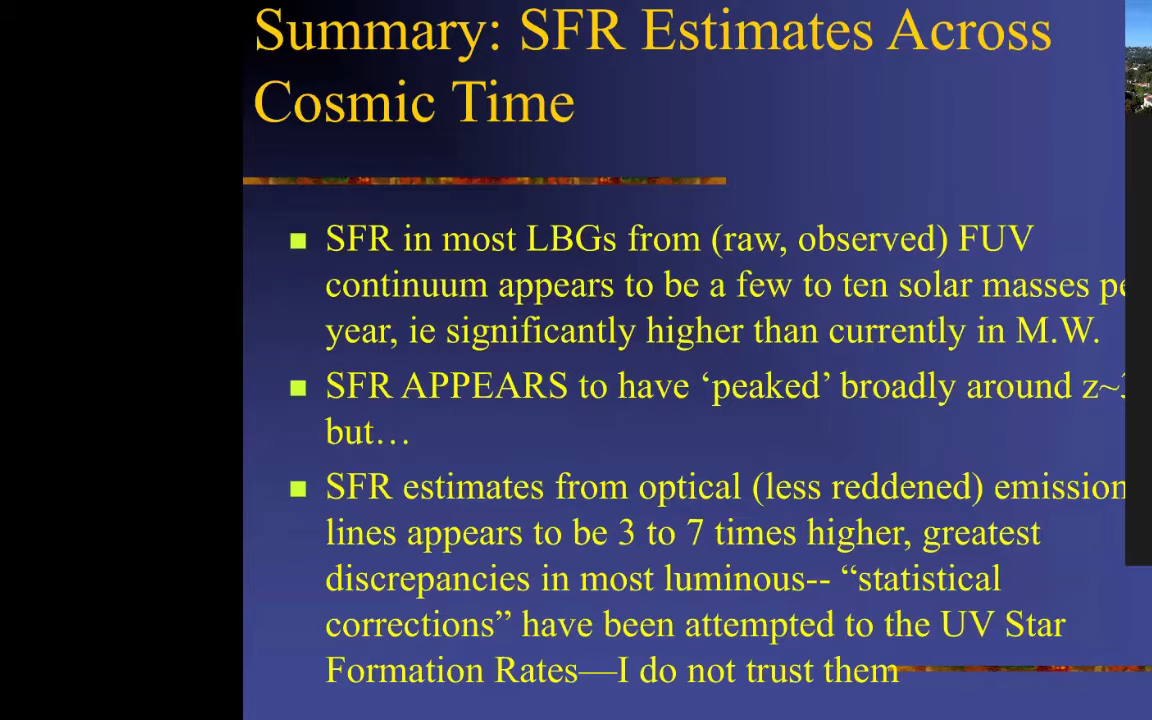 Summary: SFR Estimates Across
Cosmic Time
SFR in most LBGs from (raw, observed) FUV
continuum appears to be a few to ten solar masses
year, ie significantly higher than currently in M.W.
SFR APPEARS to have ‘peaked’ broadly around
but…
SFR estimates from optical (less reddened) emission
lines appears to be 3 to 7 times higher, greatest
discrepancies in most luminous-- “statistical
corrections” have been attempted to the UV Star
Formation Rates—I do not trust them